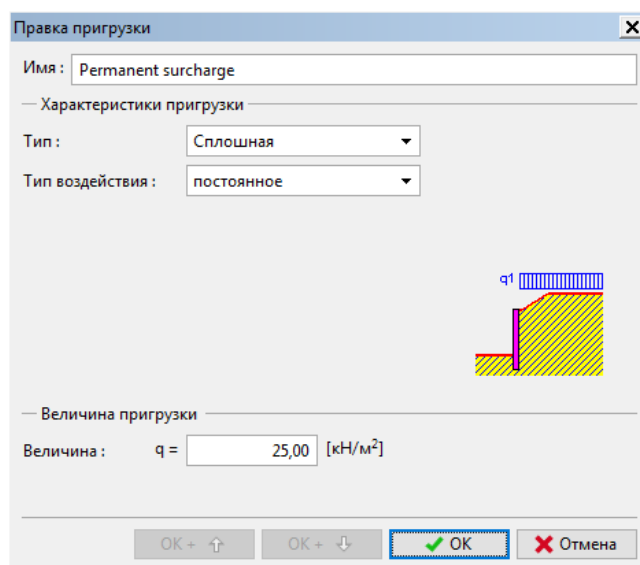 Правка пригрузки
Имя : Permanent surcharge
Характеристики пригрузки
Тип : Сплошная
Тип воздействия : постоянное
q1
Величина пригрузки
Величина : q = 25,00 [кН/м²]
OK + OK + OK Отмена